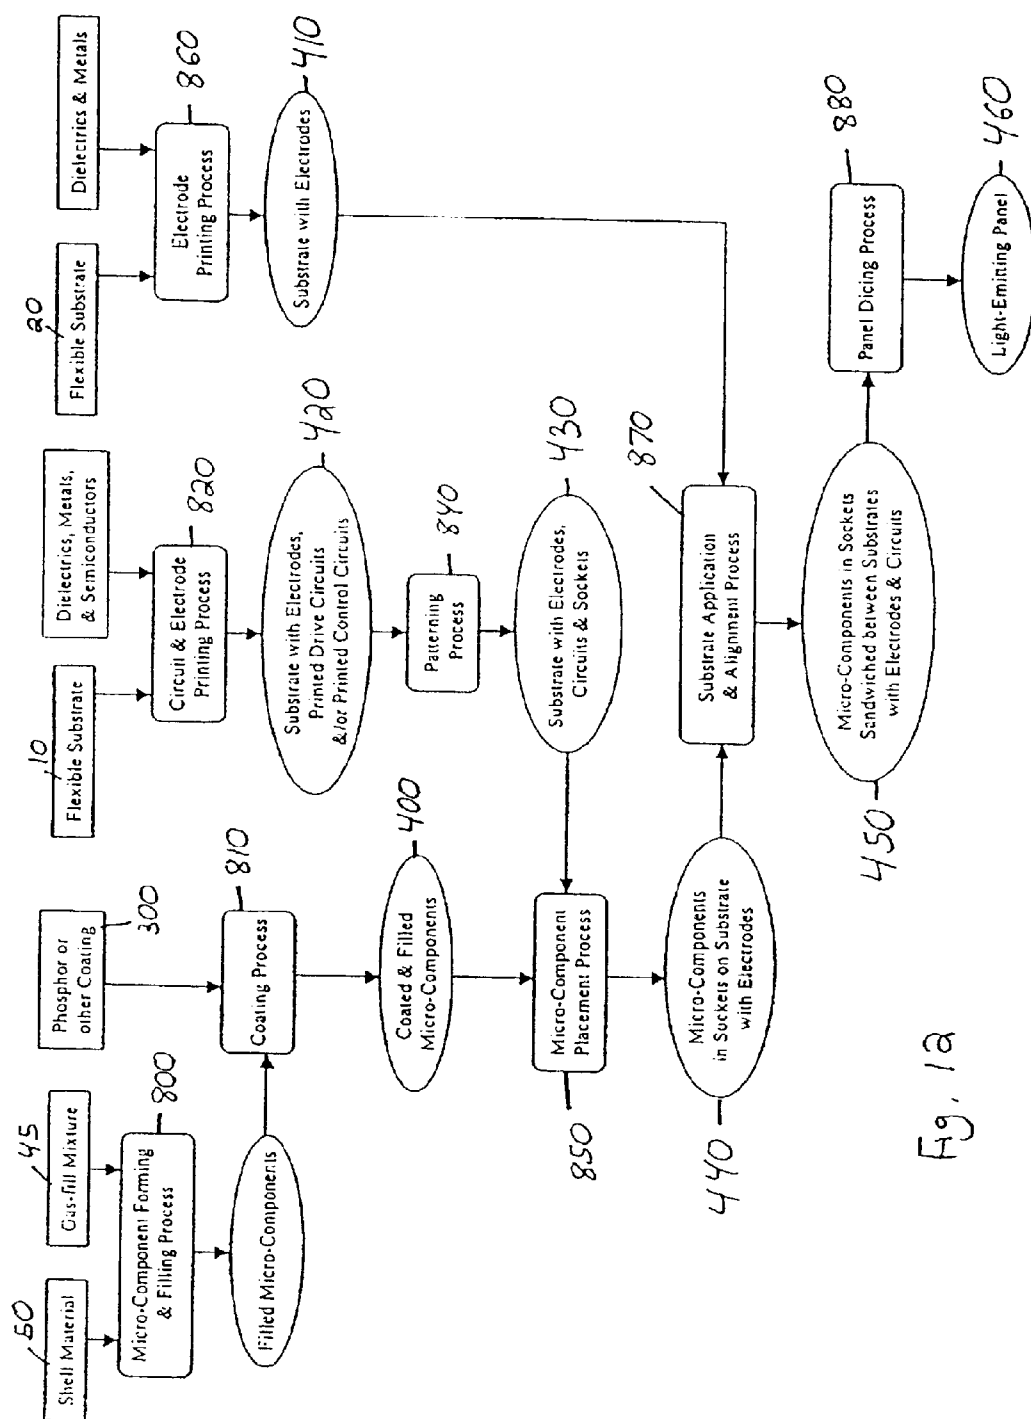 50
Shell Material
45
Gas-fill Mixture
Micro-Component Forming
& Filling Process
800
Filled Micro-Components
Phosphor or
other Coating
300
Coating Process
810
Coated & Filled
Micro-Components
400
10
Flexible Substrate
Dielectrics, Metals,
& Semiconductors
Circuit & Electrode
Printing Process
820
Substrate with Electrodes,
Printed Drive Circuits
&/or Printed Control Circuits
420
Patterning
Process
840
Substrate with Electrodes,
Circuits & Sockets
430
20
Flexible Substrate
Dielectrics & Metals
Electrode
Printing Process
860
Substrate with Electrodes
410
Micro-Component
Placement Process
850
Micro-Components
in Sockets on Substrate
with Electrodes
440
Substrate Application
& Alignment Process
870
Micro-Components in Sockets
Sandwiched between Substrates
with Electrodes & Circuits
450
Panel Dicing Process
880
Light-Emitting Panel
460
Fig. 12